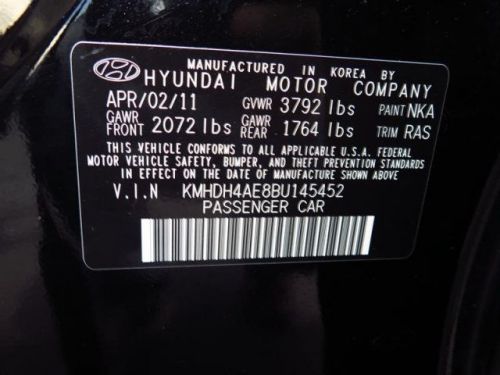 MANUFACTURED IN KOREA BY
HYUNDAI MOTOR COMPANY
APR/02/11 GVWR 3792 lbs PAINT NKA
GAWR FRONT 2072 lbs GAWR REAR 1764 lbs TRIM RAS
THIS VEHICLE CONFORMS TO ALL APPLICABLE U.S.A. FEDERAL
MOTOR VEHICLE SAFETY, BUMPER, AND THEFT PREVENTION STANDARDS
IN EFFECT ON THE DATE OF MANUFACTURE SHOWN ABOVE.
V.I.N KMHDH4AE8BU145452
PASSENGER CAR